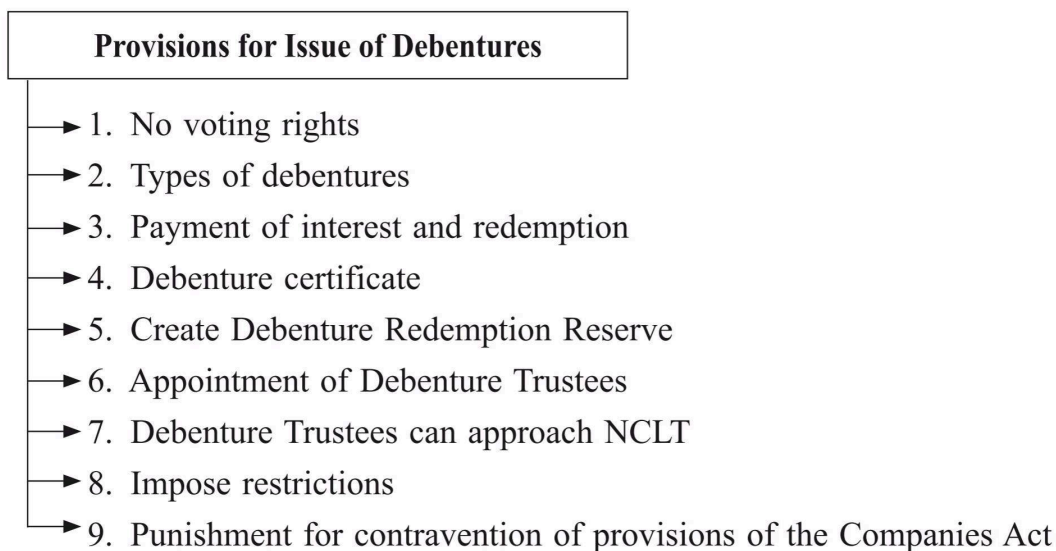 Provisions for Issue of Debentures
1. No voting rights
2. Types of debentures
3. Payment of interest and redemption
4. Debenture certificate
5. Create Debenture Redemption Reserve
6. Appointment of Debenture Trustees
7. Debenture Trustees can approach NCLT
8. Impose restrictions
9. Punishment for contravention of provisions of the Companies Act